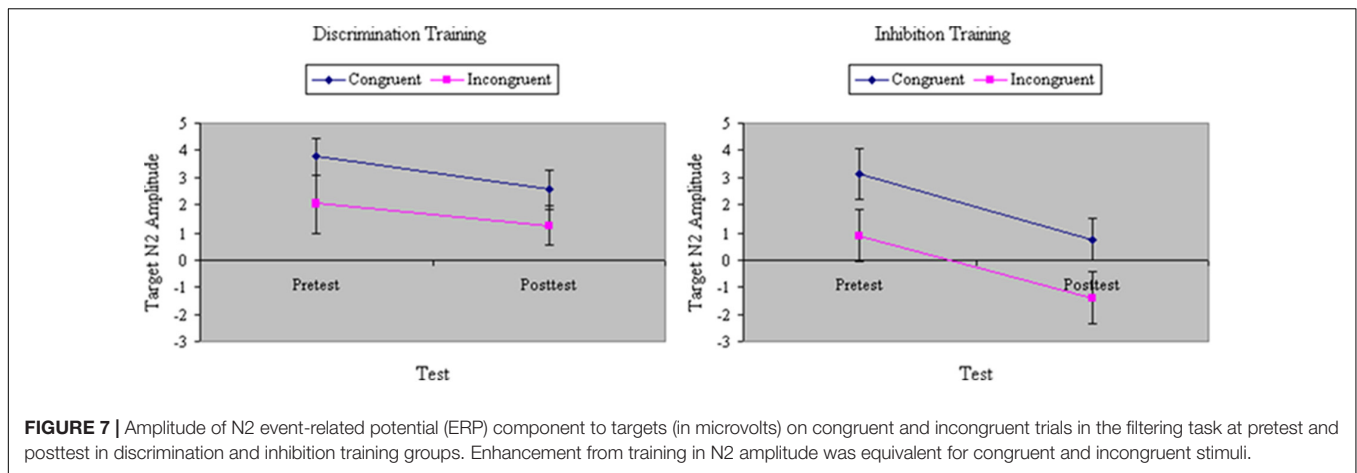 Discrimination Training
Congruent Incongruent
5
4
3
2
1
0
-1
-2
-3
Target N2 Amplitude
Pretest Posttest
Test
Inhibition Training
Congruent Incongruent
5
4
3
2
1
0
-1
-2
-3
Target N2 Amplitude
Pretest Posttest
Test
FIGURE 7 | Amplitude of N2 event-related potential (ERP) component to targets (in microvolts) on congruent and incongruent trials in the filtering task at pretest and
posttest in discrimination and inhibition training groups. Enhancement from training in N2 amplitude was equivalent for congruent and incongruent stimuli.